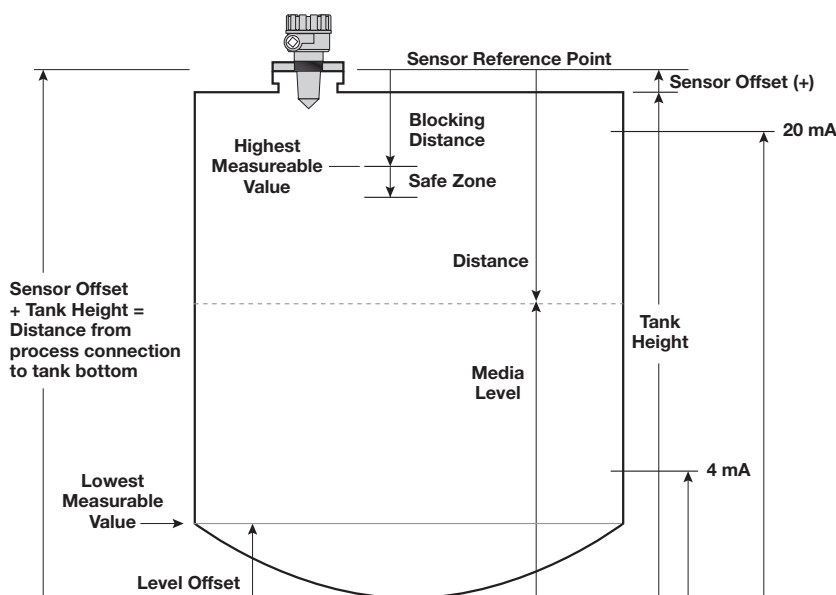 Sensor Reference Point
Sensor Offset (+)
Blocking
Distance
20 mA
Highest
Measureable
Value
Safe Zone
Distance
Sensor Offset
+ Tank Height =
Distance from
process connection
to tank bottom
Tank
Height
Media
Level
4 mA
Lowest
Measurable
Value
Level Offset